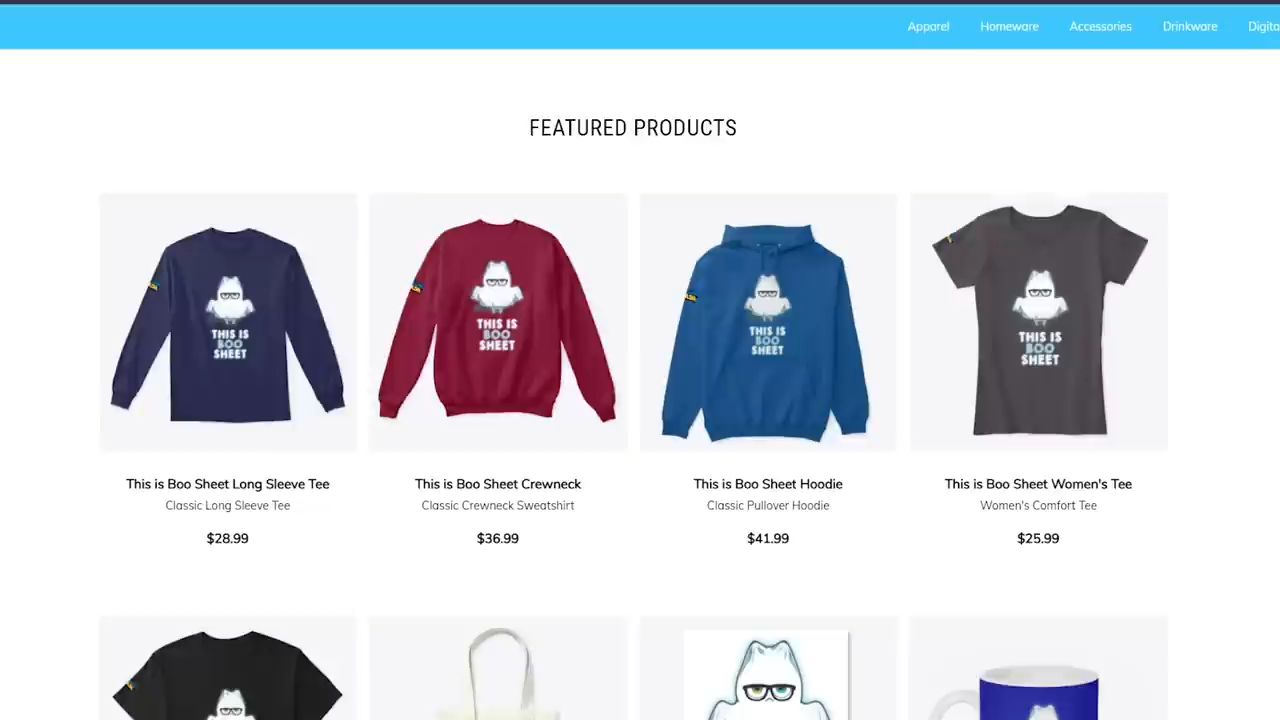 Apparel Homeware Accessories Drinkware
FEATURED PRODUCTS
THIS IS
BOO
SHEET
THIS IS
BOO
SHEET
THIS IS
BOO
SHEET
THIS IS
BOO
SHEET
This is Boo Sheet Long Sleeve Tee
Classic Long Sleeve Tee
$28.99
This is Boo Sheet Crewneck
Classic Crewneck Sweatshirt
$36.99
This is Boo Sheet Hoodie
Classic Pullover Hoodie
$41.99
This is Boo Sheet Women's Tee
Women's Comfort Tee
$25.99